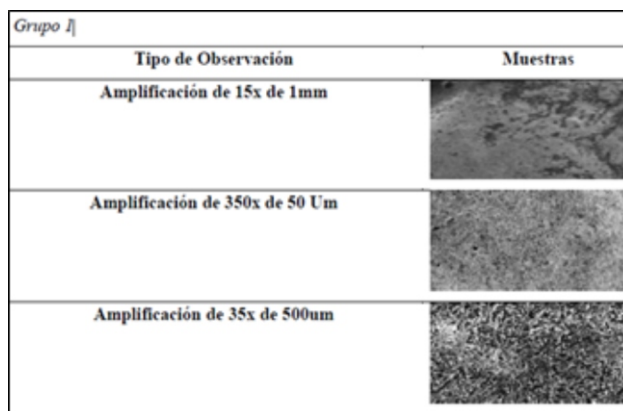 Grupo I
Tipo de Observación Muestras
Amplificación de 15x de 1mm
Amplificación de 350x de 50 Um
Amplificación de 35x de 500um